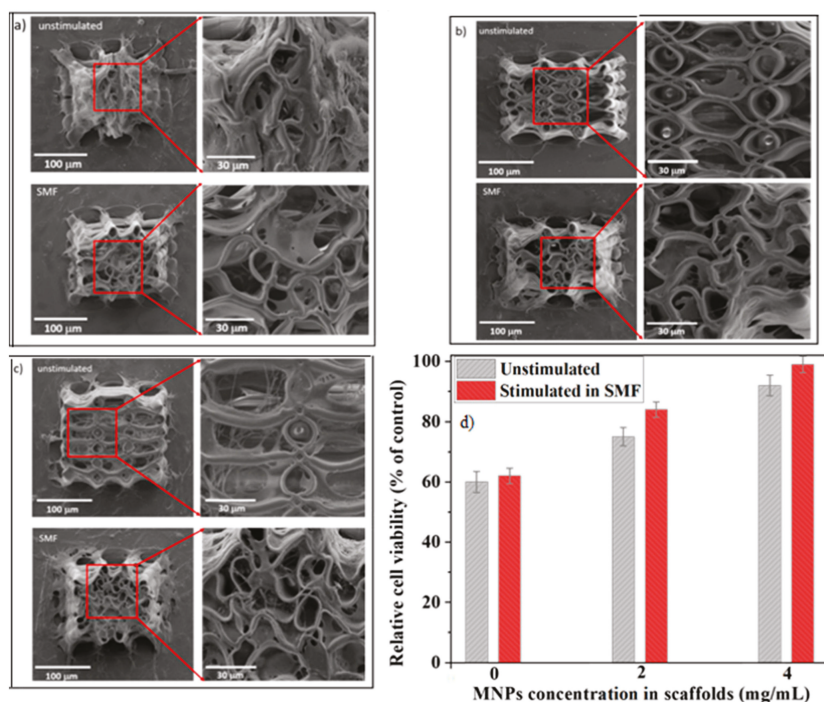 a)
unstimulated
100 µm
30 µm
SMF
100 µm
30 µm
b)
unstimulated
100 µm
30 µm
SMF
100 µm
30 µm
c)
unstimulated
100 µm
30 µm
SMF
100 µm
30 µm
d)
Unstimulated
Stimulated in SMF
Relative cell viability (% of control)
100
80
60
40
20
0
0 2 4
MNPs concentration in scaffolds (mg/mL)